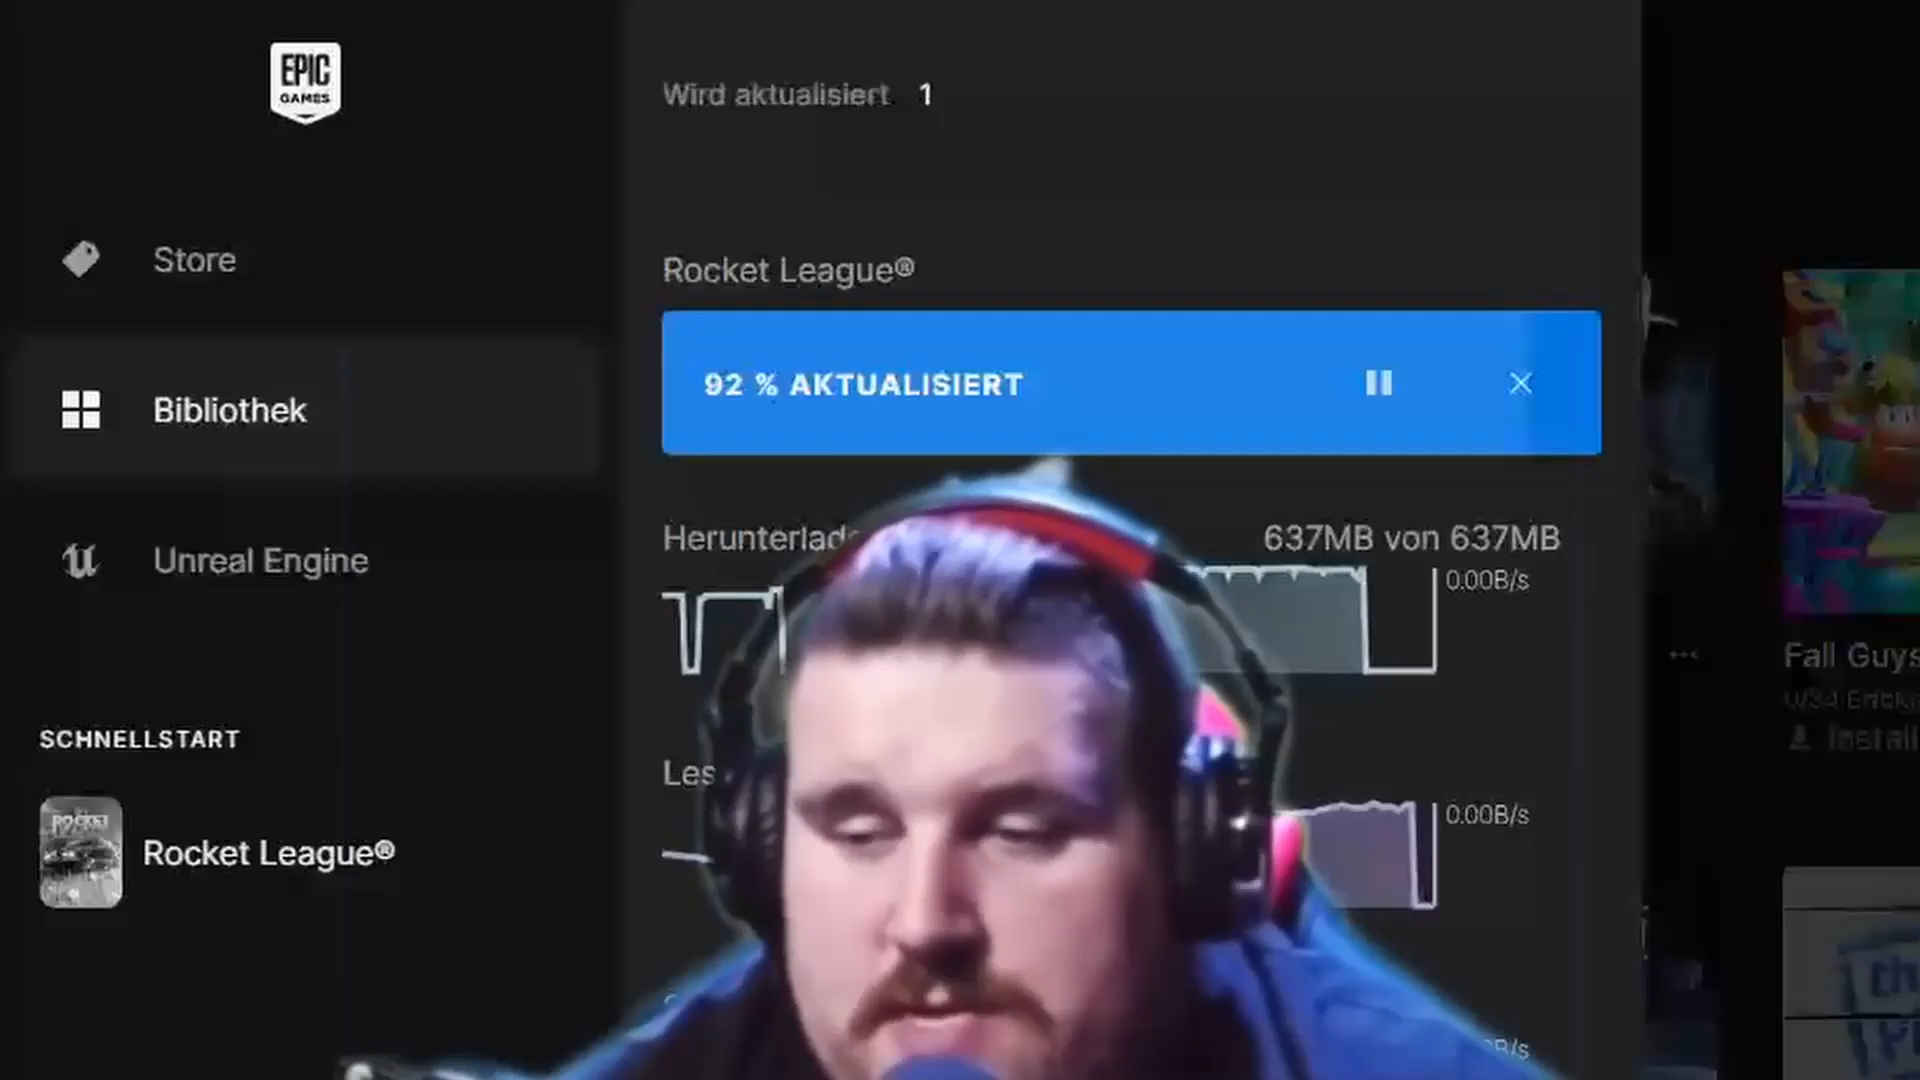 EPIC
GAMES
Store
Bibliothek
Unreal Engine
SCHNELLSTART
ROCKET
Rocket League®
Wird aktualisiert 1
Rocket League®
92 % AKTUALISIERT
637MB von 637MB
0.00B/s
0.00B/s
B/s
Fall Guys